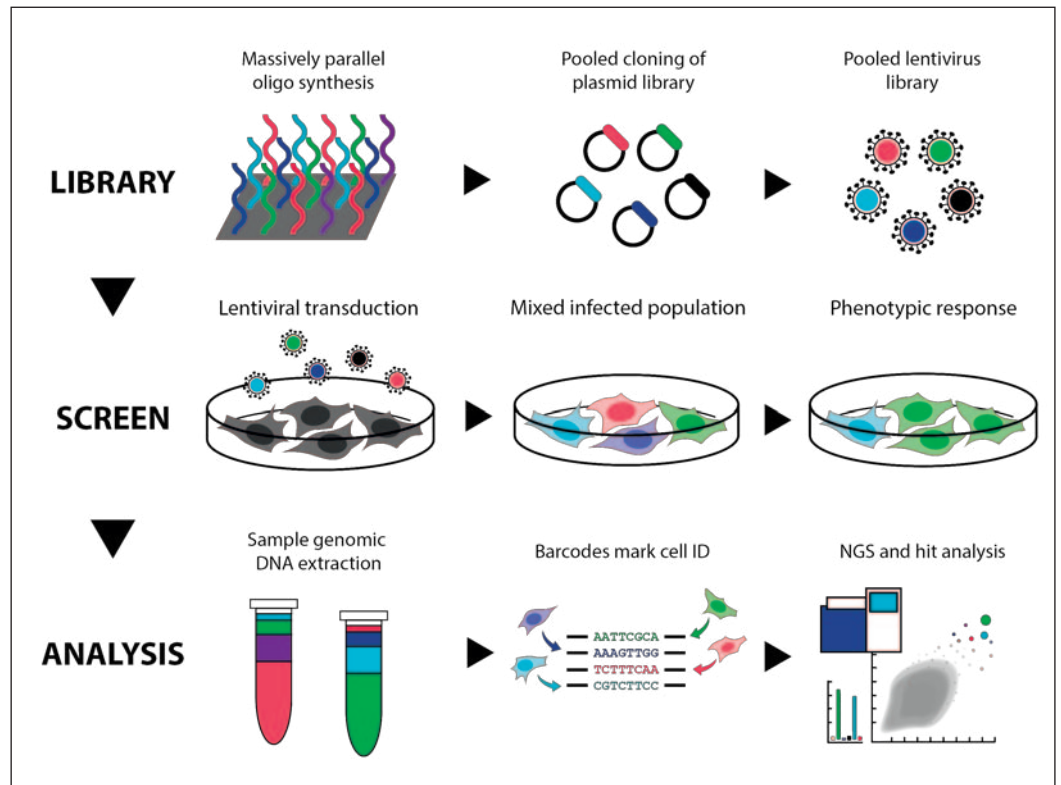 Massively parallel
oligo synthesis
Pooled cloning of
plasmid library
Pooled lentivirus
library
LIBRARY
Lentiviral transduction
Mixed infected population
Phenotypic response
SCREEN
Sample genomic
DNA extraction
Barcodes mark cell ID
NGS and hit analysis
ANALYSIS
AATTCGCA
AAAGTTGG
TCTTTCAA
CGTCTTCC